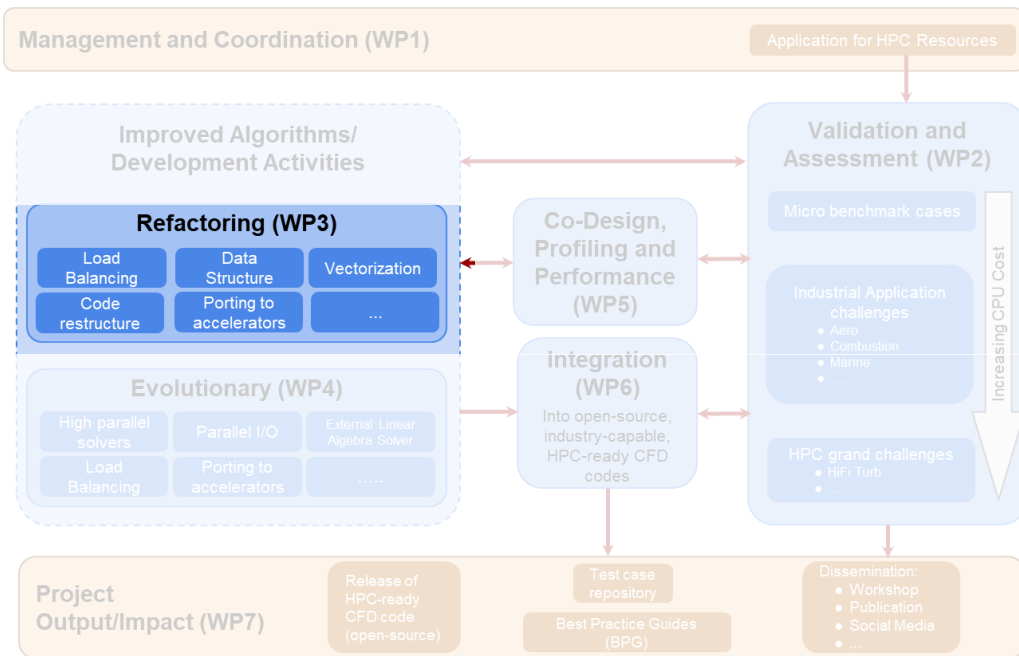 Management and Coordination (WP1)
Application for HPC Resources
Improved Algorithms/
Development Activities
Refactoring (WP3)
Load
Balancing
Data
Structure
Vectorization
Code
restructure
Porting to
accelerators
...
Evolutionary (WP4)
High parallel
solvers
Parallel I/O
External Linear
Algebra Solver
Load
Balancing
Porting to
accelerators
.....
Co-Design,
Profiling and
Performance
(WP5)
Integration
(WP6)
Into open-source,
industry-capable,
HPC-ready CFD
codes
Validation and
Assessment (WP2)
Micro benchmark cases
Industrial Application
challenges
● Aero
● Combustion
● Marine
● ....
HPC grand challenges
● HiFi Turb
● ....
Increasing CPU Cost
Project
Output/Impact (WP7)
Release of
HPC-ready
CFD code
(open-source)
Test case
repository
Best Practice Guides
(BPG)
Dissemination:
● Workshop
● Publication
● Social Media
● ...